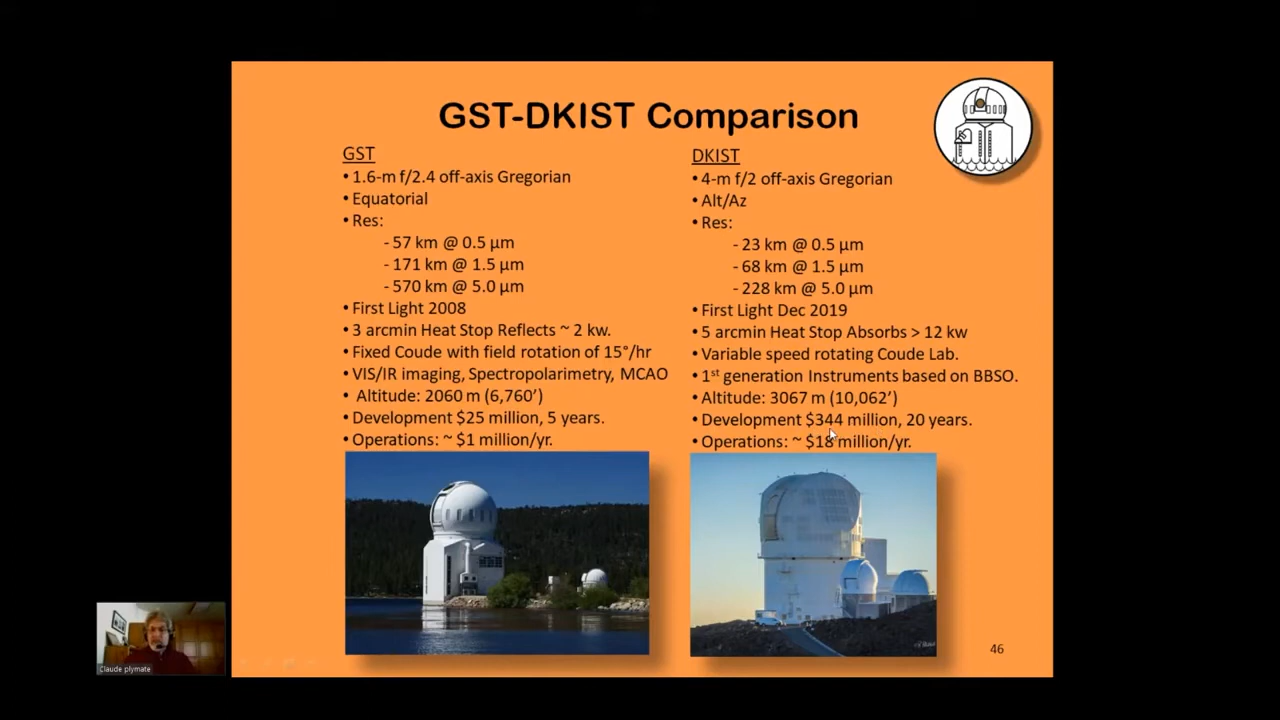 GST-DKIST Comparison
GST
• 1.6-m f/2.4 off-axis Gregorian
• Equatorial
• Res:
- 57 km @ 0.5 μm
- 171 km @ 1.5 μm
- 570 km @ 5.0 μm
• First Light 2008
• 3 arcmin Heat Stop Reflects ~ 2 kw.
• Fixed Coude with field rotation of 15°/hr
• VIS/IR imaging, Spectropolarimetry, MCAO
• Altitude: 2060 m (6,760’)
• Development $25 million, 5 years.
• Operations: ~ $1 million/yr.
DKIST
• 4-m f/2 off-axis Gregorian
• Alt/Az
• Res:
- 23 km @ 0.5 μm
- 68 km @ 1.5 μm
- 228 km @ 5.0 μm
• First Light Dec 2019
• 5 arcmin Heat Stop Absorbs > 12 kw
• Variable speed rotating Coude Lab.
• 1st generation Instruments based on BBSO.
• Altitude: 3067 m (10,062’)
• Development $344 million, 20 years.
• Operations: ~ $18 million/yr.
46
Claude plymate